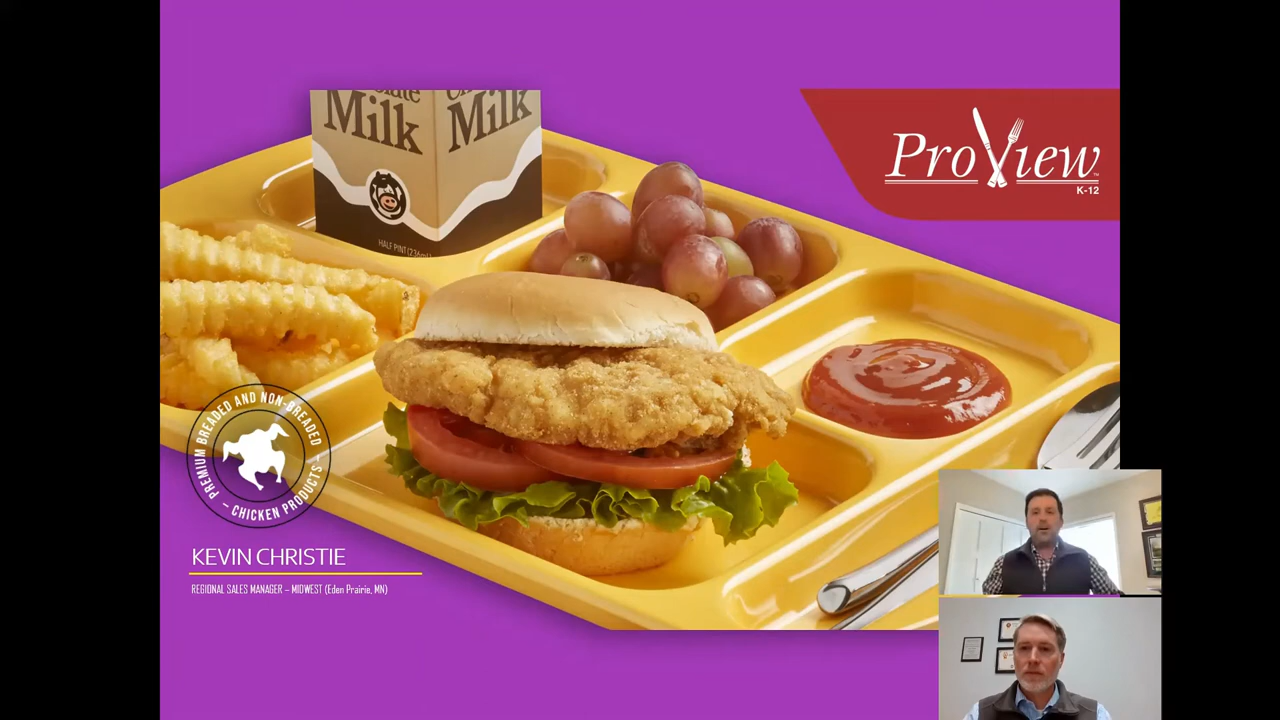 Milk
Milk
HALF PINT (236mL)
ProView
K-12
PREMIUM BREADED AND NON-BREADED
– CHICKEN PRODUCTS –
KEVIN CHRISTIE
REGIONAL SALES MANAGER – MIDWEST (Eden Prairie, MN)